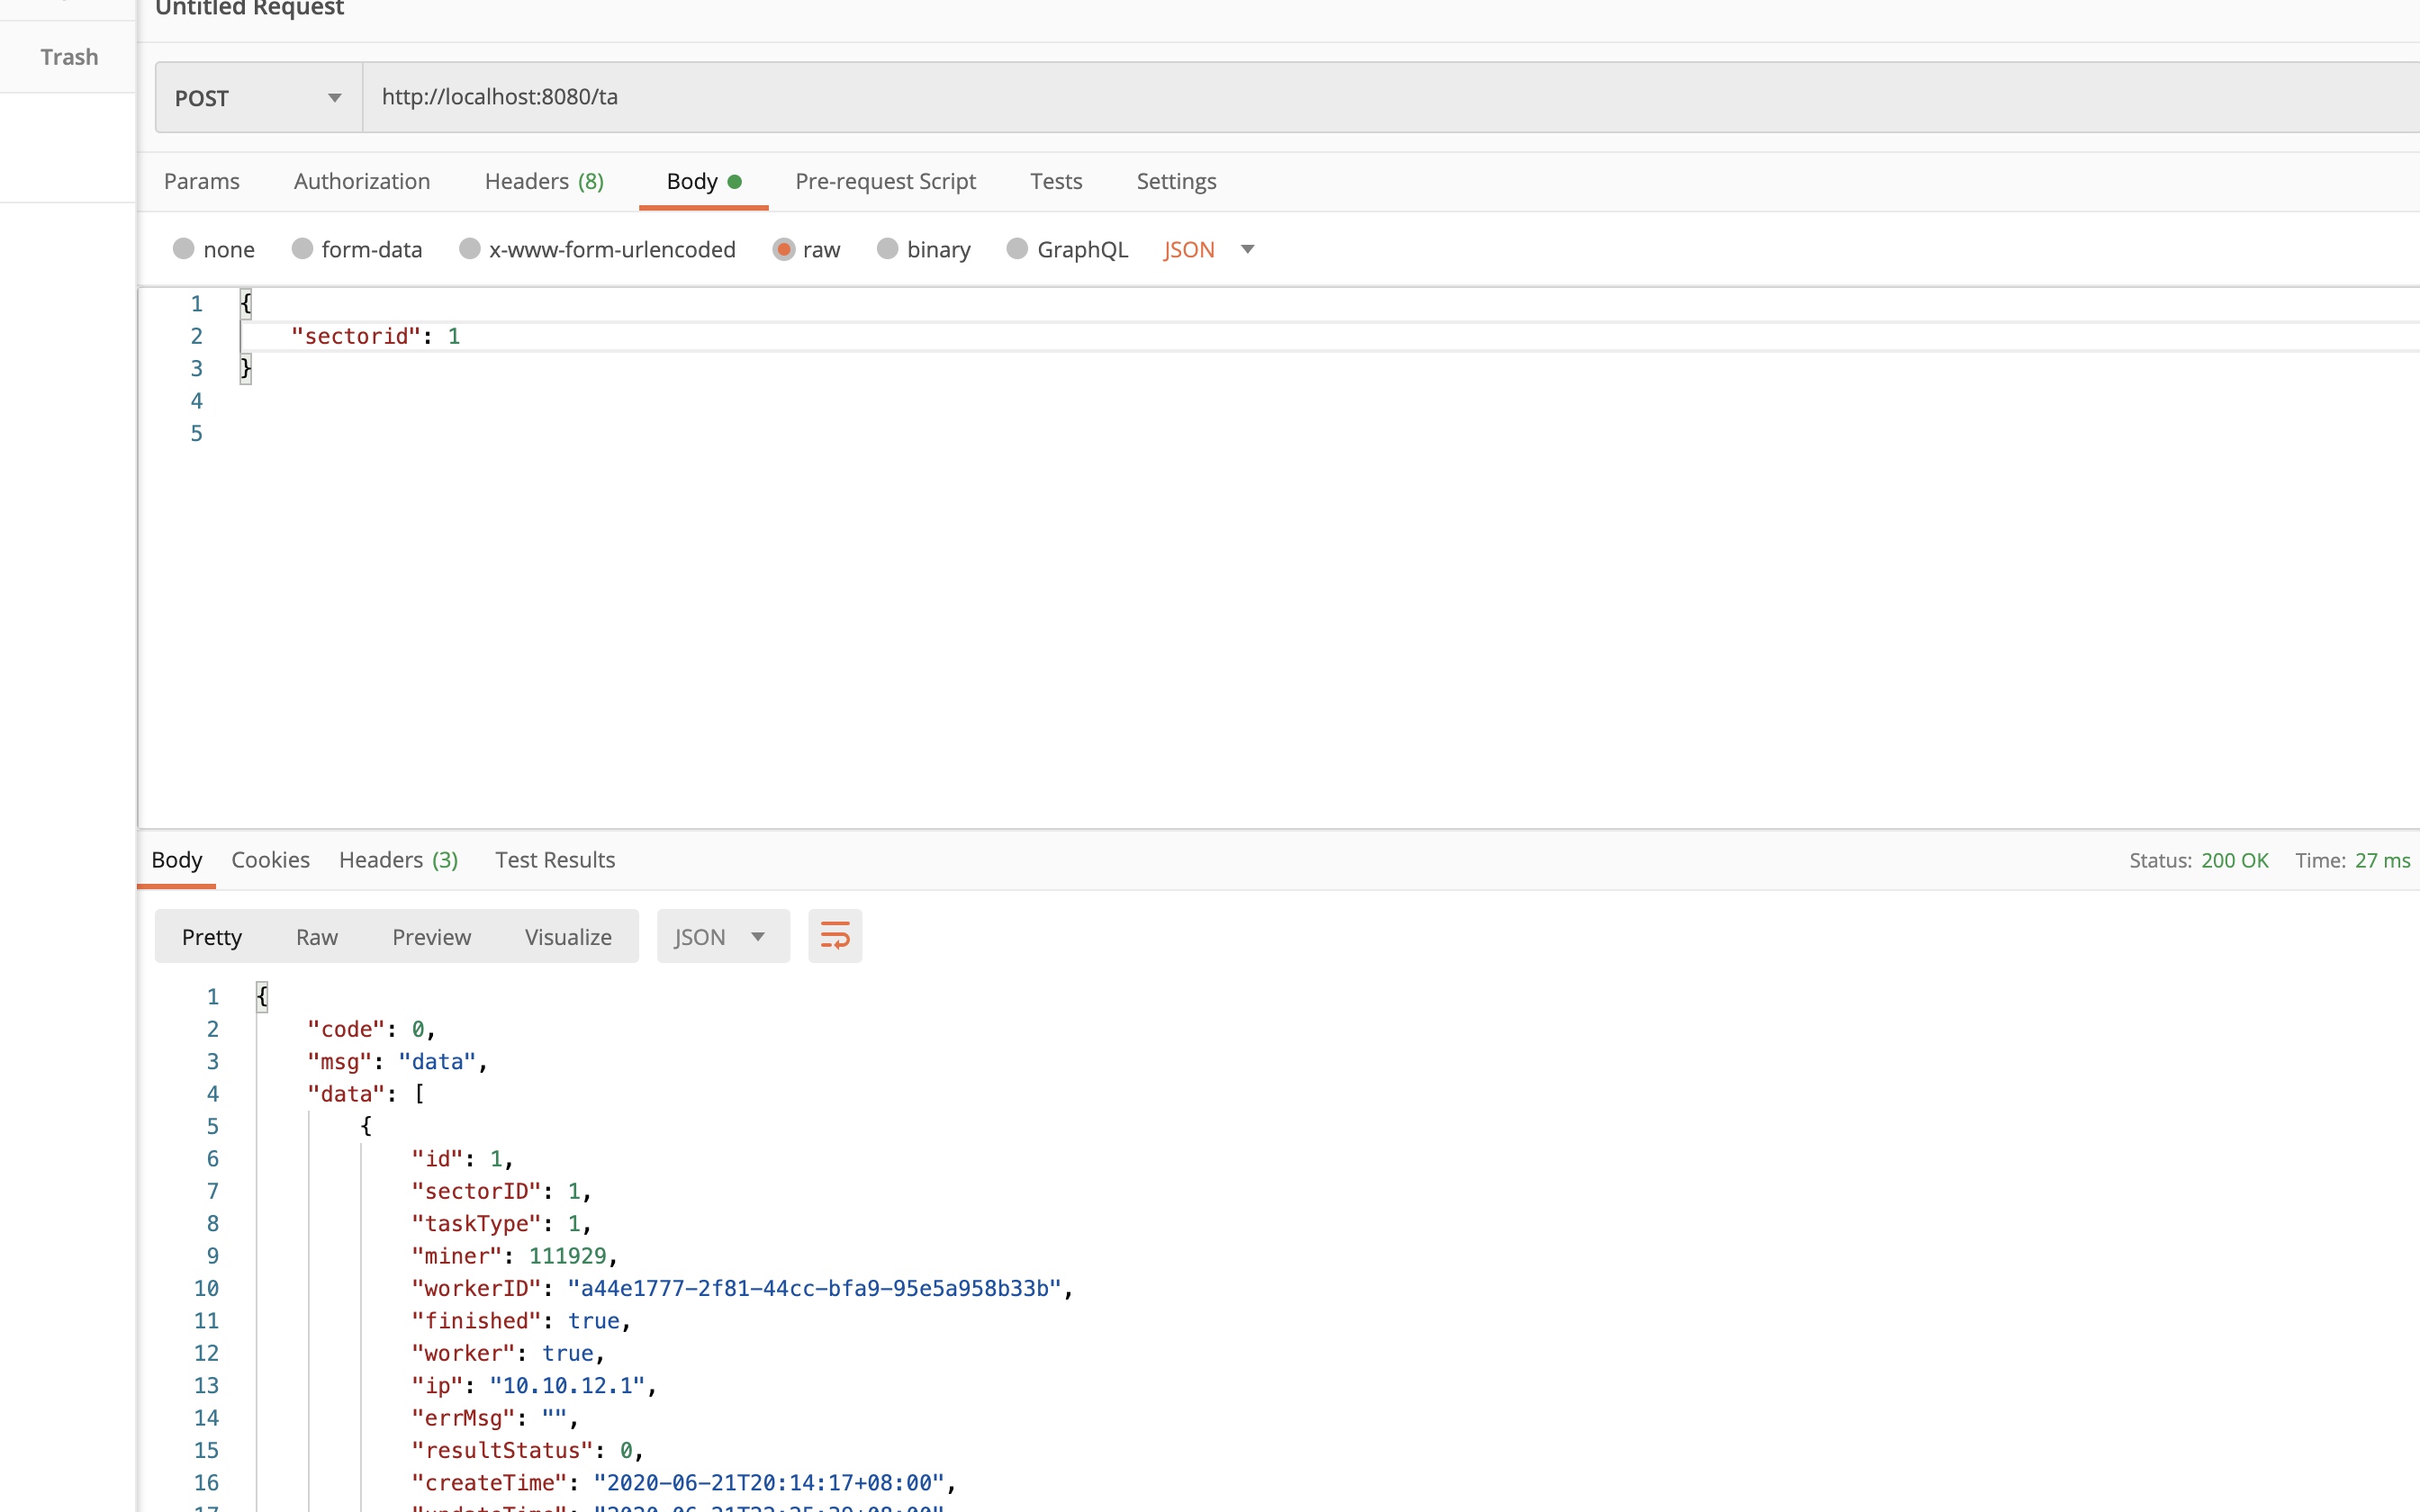 Untitled Request
Trash
POST http://localhost:8080/ta
Params Authorization Headers (8) Body Pre-request Script Tests Settings
none form-data x-www-form-urlencoded raw binary GraphQL JSON
1 {
2 "sectorid": 1
3 }
4
5
Body Cookies Headers (3) Test Results Status: 200 OK Time: 27 ms
Pretty Raw Preview Visualize JSON
1 {
2 "code": 0,
3 "msg": "data",
4 "data": [
5 {
6 "id": 1,
7 "sectorID": 1,
8 "taskType": 1,
9 "miner": 111929,
10 "workerID": "a44e1777-2f81-44cc-bfa9-95e5a958b33b",
11 "finished": true,
12 "worker": true,
13 "ip": "10.10.12.1",
14 "errMsg": "",
15 "resultStatus": 0,
16 "createTime": "2020-06-21T20:14:17+08:00",
17 "updateTime":